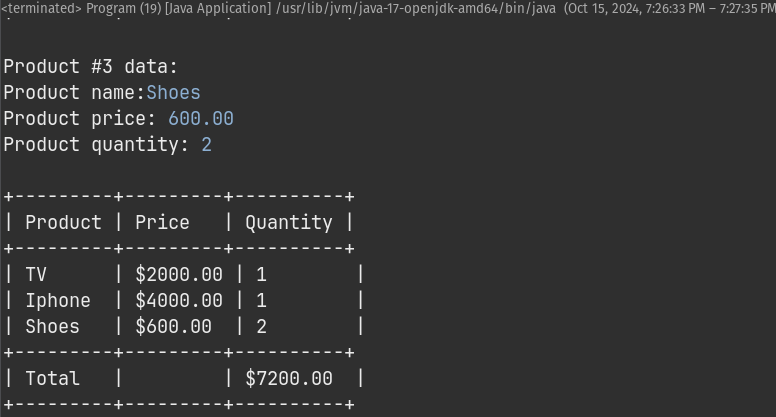 <terminated> Program (19) [Java Application] /usr/lib/jvm/java-17-openjdk-amd64/bin/java (Oct 15, 2024, 7:26:33 PM – 7:27:35 PM
Product #3 data:
Product name:Shoes
Product price: 600.00
Product quantity: 2
+---------+---------+----------+
| Product | Price   | Quantity |
+---------+---------+----------+
| TV      | $2000.00 | 1        |
| Iphone  | $4000.00 | 1        |
| Shoes   | $600.00  | 2        |
+---------+---------+----------+
| Total   |         | $7200.00  |
+---------+---------+----------+